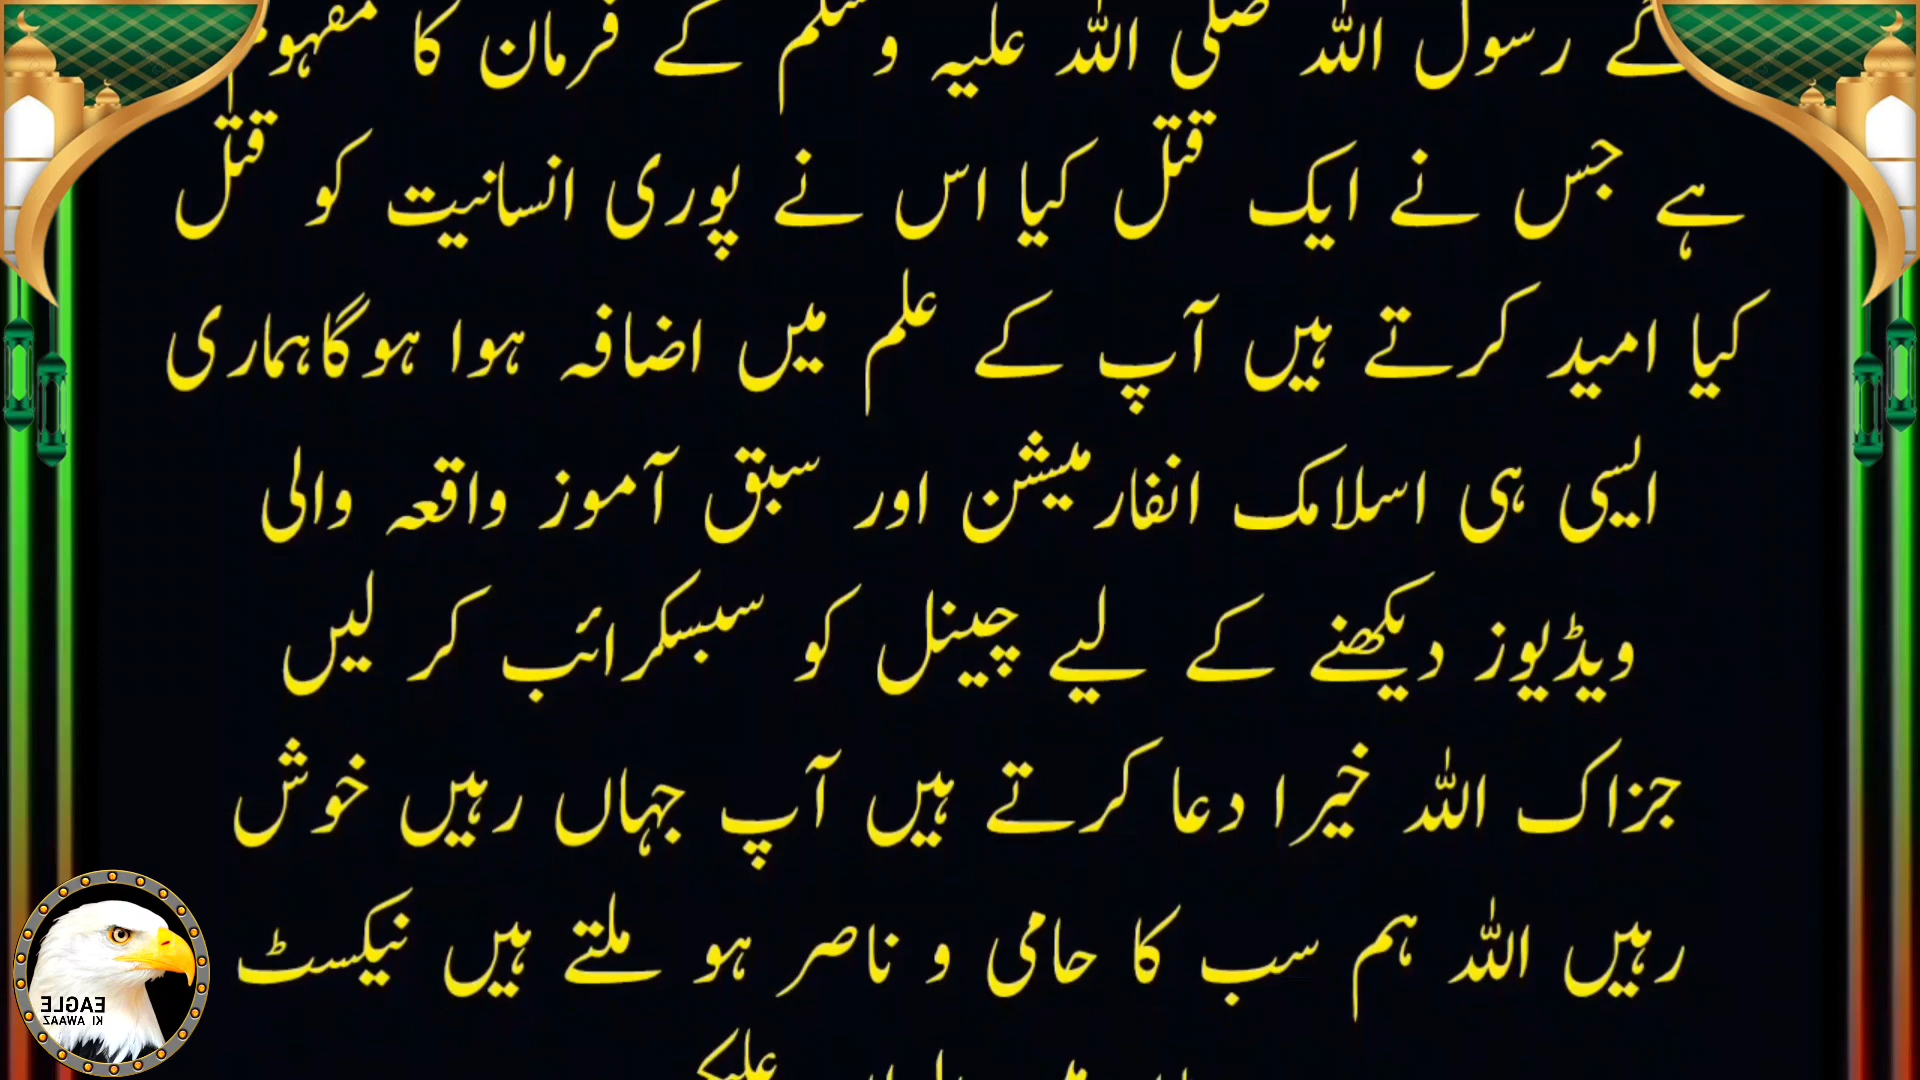 کے رسول اللہ صلی اللہ علیہ وسلم کے فرمان کا مفہوم
ہے جس نے ایک قتل کیا اس نے پوری انسانیت کو قتل
کیا امید کرتے ہیں آپ کے علم میں اضافہ ہوا ہوگاہماری
ایسی ہی اسلامک انفارمیشن اور سبق آموز واقعہ والی
ویڈیوز دیکھنے کے لیے چینل کو سبسکرائب کر لیں
جزاک اللہ خیرا دعا کرتے ہیں آپ جہاں رہیں خوش
رہیں اللہ ہم سب کا حامی و ناصر ہو ملتے ہیں نیکسٹ
EAGLE
KI AWAAZ